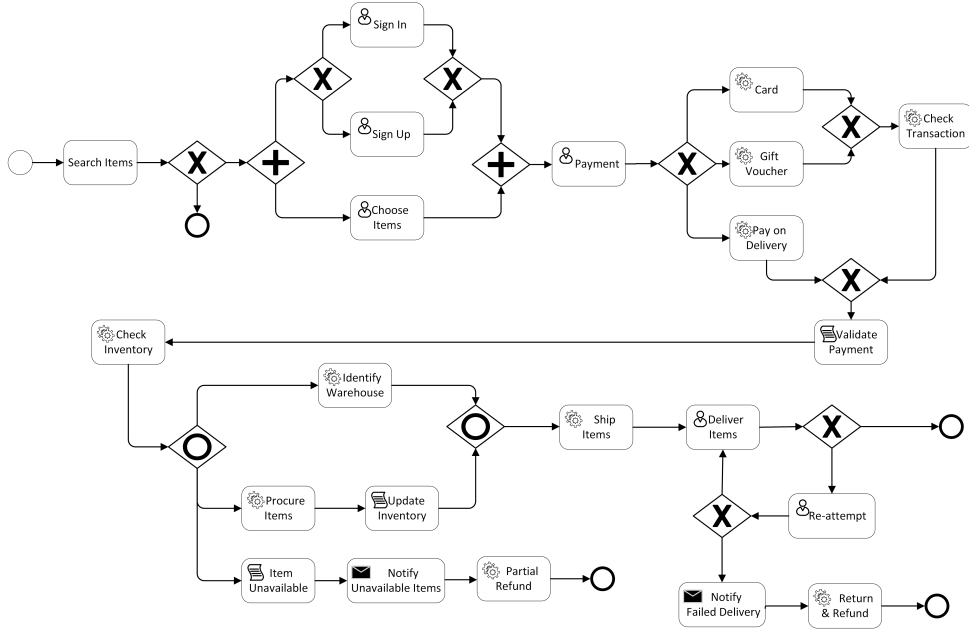 Sign In
Sign Up
Search Items
Choose
Items
Payment
Card
Gift
Voucher
Pay on
Delivery
Check
Transaction
Validate
Payment
Check
Inventory
Identify
Warehouse
Procure
Items
Update
Inventory
Item
Unavailable
Notify
Unavailable Items
Partial
Refund
Ship
Items
Deliver
Items
Re-attempt
Notify
Failed Delivery
Return
& Refund